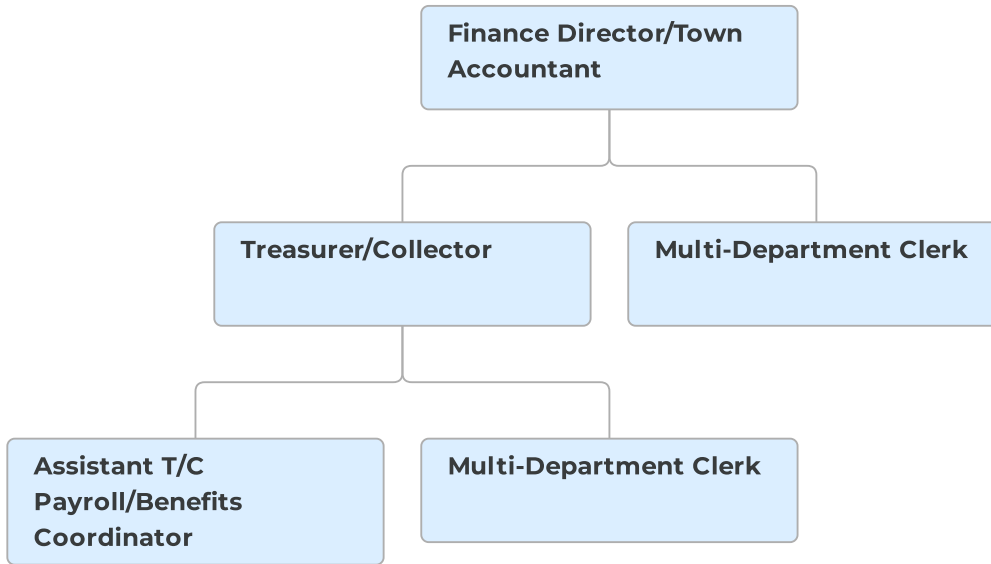 Finance Director/Town
Accountant
Treasurer/Collector
Multi-Department Clerk
Assistant T/C
Payroll/Benefits
Coordinator
Multi-Department Clerk